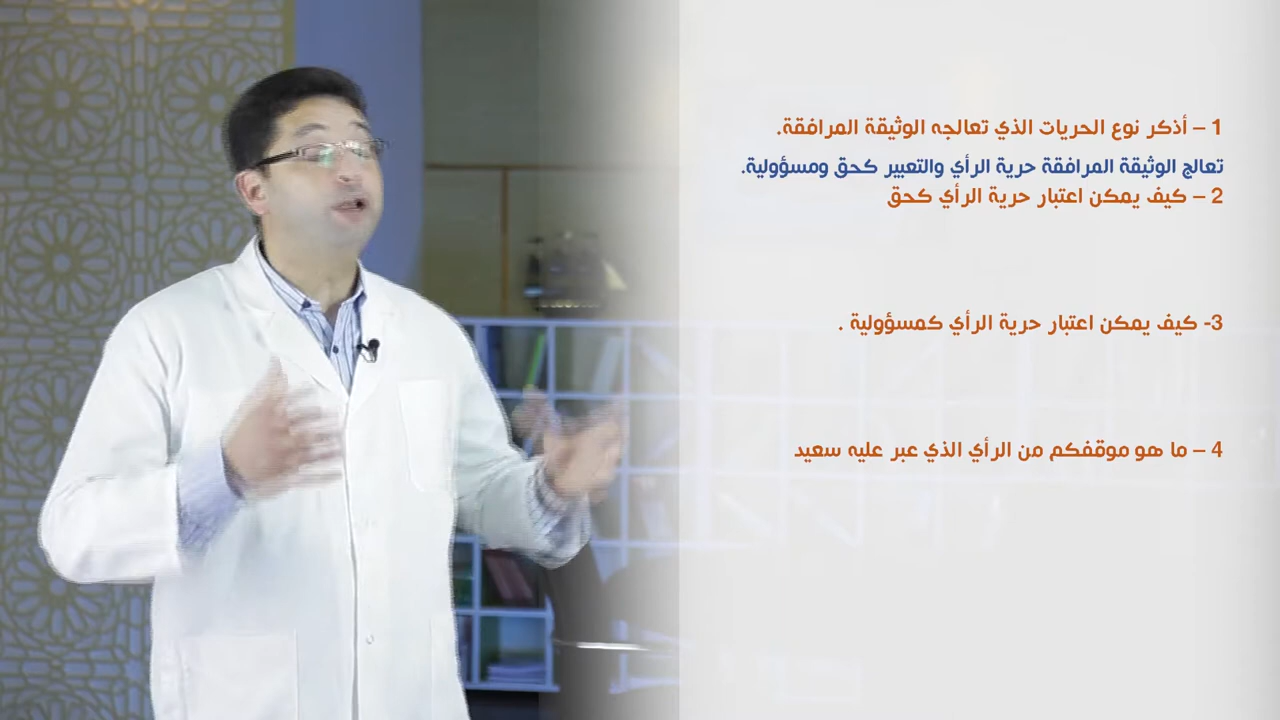 1 – أذكر نوع الحريات الذي تعالجه الوثيقة المرافقة.
تعالج الوثيقة المرافقة حرية الرأي والتعبير كحق ومسؤولية.
2 – كيف يمكن اعتبار حرية الرأي كحق
3- كيف يمكن اعتبار حرية الرأي كمسؤولية .
4 – ما هو موقفكم من الرأي الذي عبر عليه سعيد